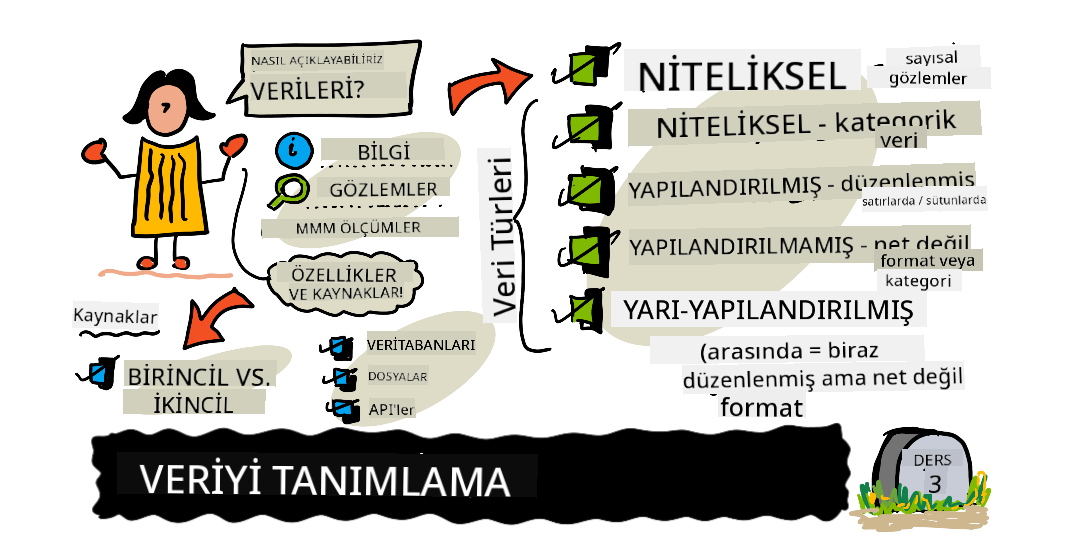 NASIL AÇIKLAYABİLİRİZ
VERİLERİ?
BİLGİ
GÖZLEMLER
MMM ÖLÇÜMLER
ÖZELLİKLER
VE KAYNAKLAR!
Kaynaklar
BİRİNCİL VS.
İKİNCİL
VERİTABANLARI
DOSYALAR
API'ler
Veri Türleri
NİTELİKSEL
sayısal
gözlemler
NİTELİKSEL - kategorik
veri
YAPILANDIRILMIŞ - düzenlenmiş
satırlarda / sütunlarda
YAPILANDIRILMAMIŞ - net değil
format veya
kategori
YARI-YAPILANDIRILMIŞ
(arasında = biraz
düzenlenmiş ama net değil
format
VERİYİ TANIMLAMA
DERS
3